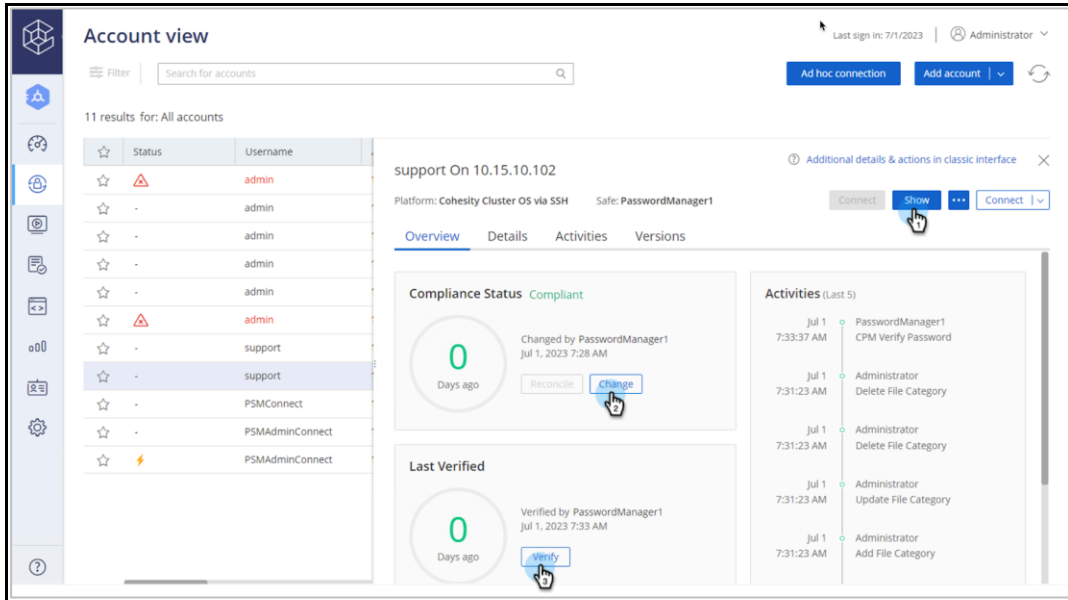 Account view
Last sign in: 7/1/2023
Administrator
Filter
Search for accounts
Ad hoc connection
Add account
11 results for: All accounts
Status
Username
admin
admin
admin
admin
admin
admin
support
support
PSMConnect
PSMAdminConnect
PSMAdminConnect
Additional details & actions in classic interface
support On 10.15.10.102
Platform: Cohesity Cluster OS via SSH
Safe: PasswordManager1
Connect
Show
Connect
1
Overview
Details
Activities
Versions
Compliance Status Compliant
0
Days ago
Changed by PasswordManager1
Jul 1, 2023 7:28 AM
Reconcile
Change
2
Last Verified
0
Days ago
Verified by PasswordManager1
Jul 1, 2023 7:33 AM
Verify
3
Activities (Last 5)
Jul 1
7:33:37 AM
PasswordManager1
CPM Verify Password
Jul 1
7:31:23 AM
Administrator
Delete File Category
Jul 1
7:31:23 AM
Administrator
Delete File Category
Jul 1
7:31:23 AM
Administrator
Update File Category
Jul 1
7:31:23 AM
Administrator
Add File Category